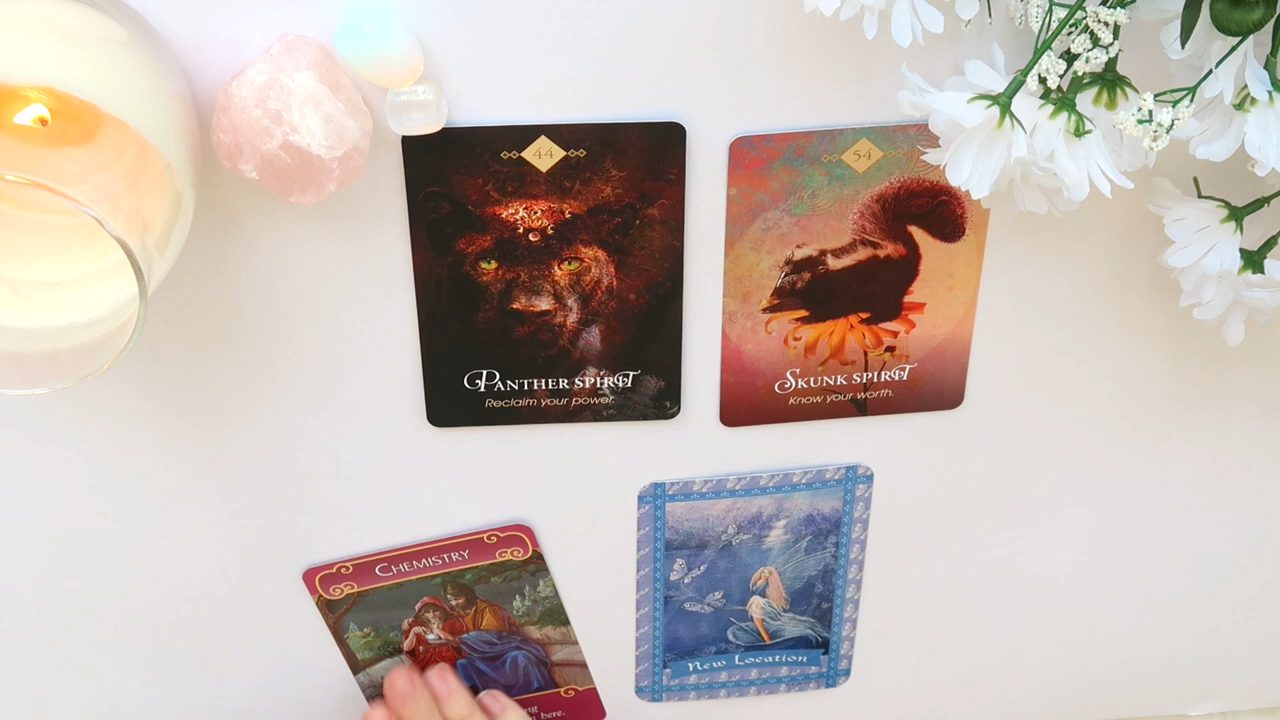 44
PANTHER SPIRIT
Reclaim your power.
54
SKUNK SPIRIT
Know your worth.
CHEMISTRY
here.
New Location